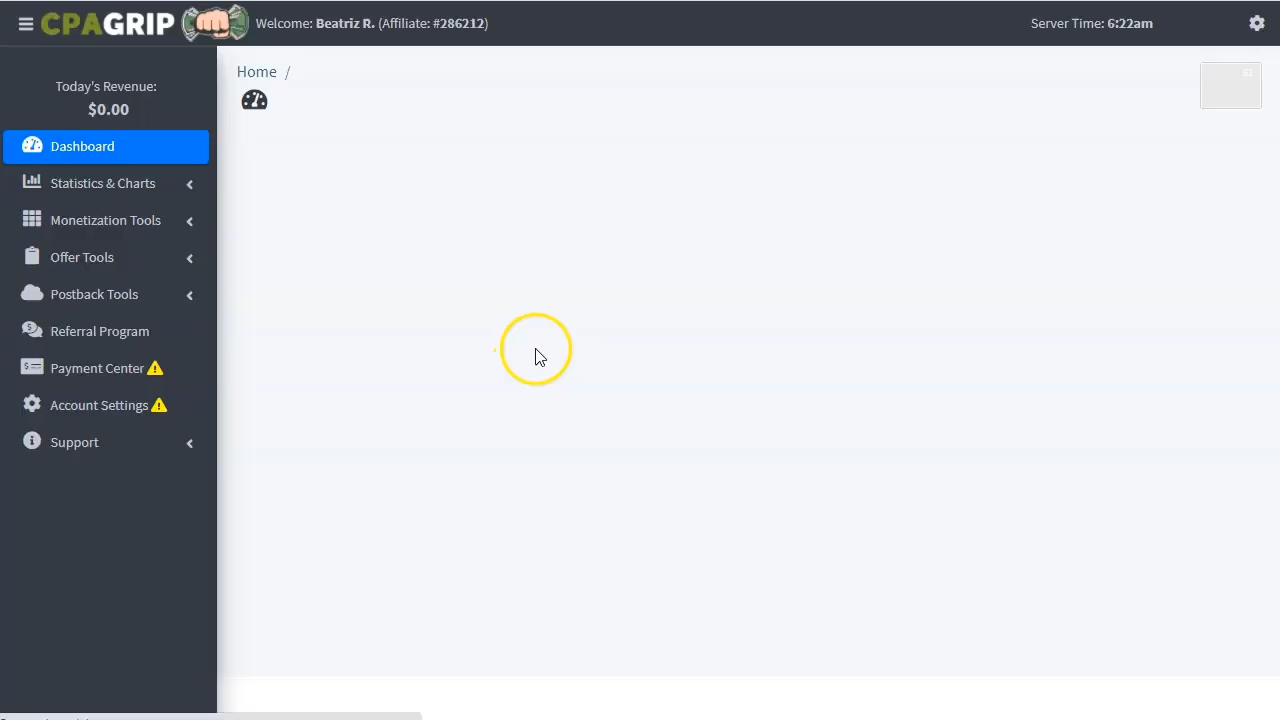 CPAGRIP Welcome: Beatriz R. (Affiliate: #286212) Server Time: 6:22am
Today's Revenue:
$0.00
Dashboard
Statistics & Charts
Monetization Tools
Offer Tools
Postback Tools
Referral Program
Payment Center
Account Settings
Support
Home /